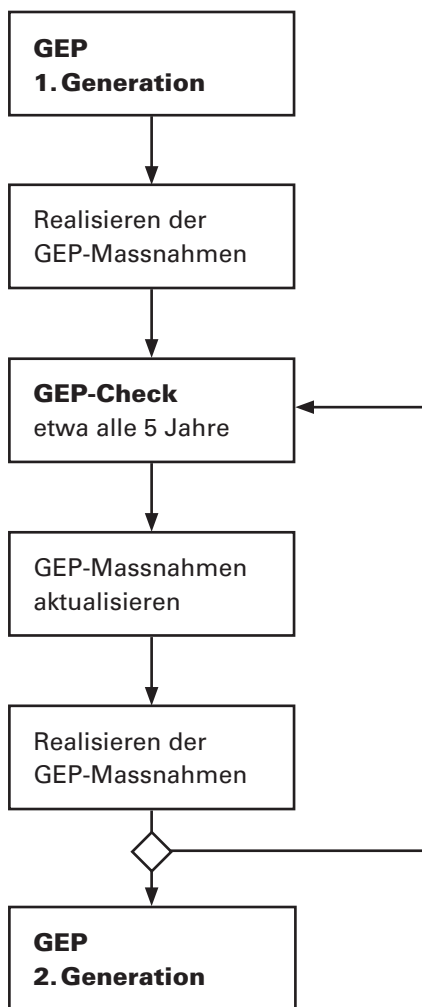 GEP
1. Generation
Realisieren der
GEP-Massnahmen
GEP-Check
etwa alle 5 Jahre
GEP-Massnahmen
aktualisieren
Realisieren der
GEP-Massnahmen
GEP
2. Generation